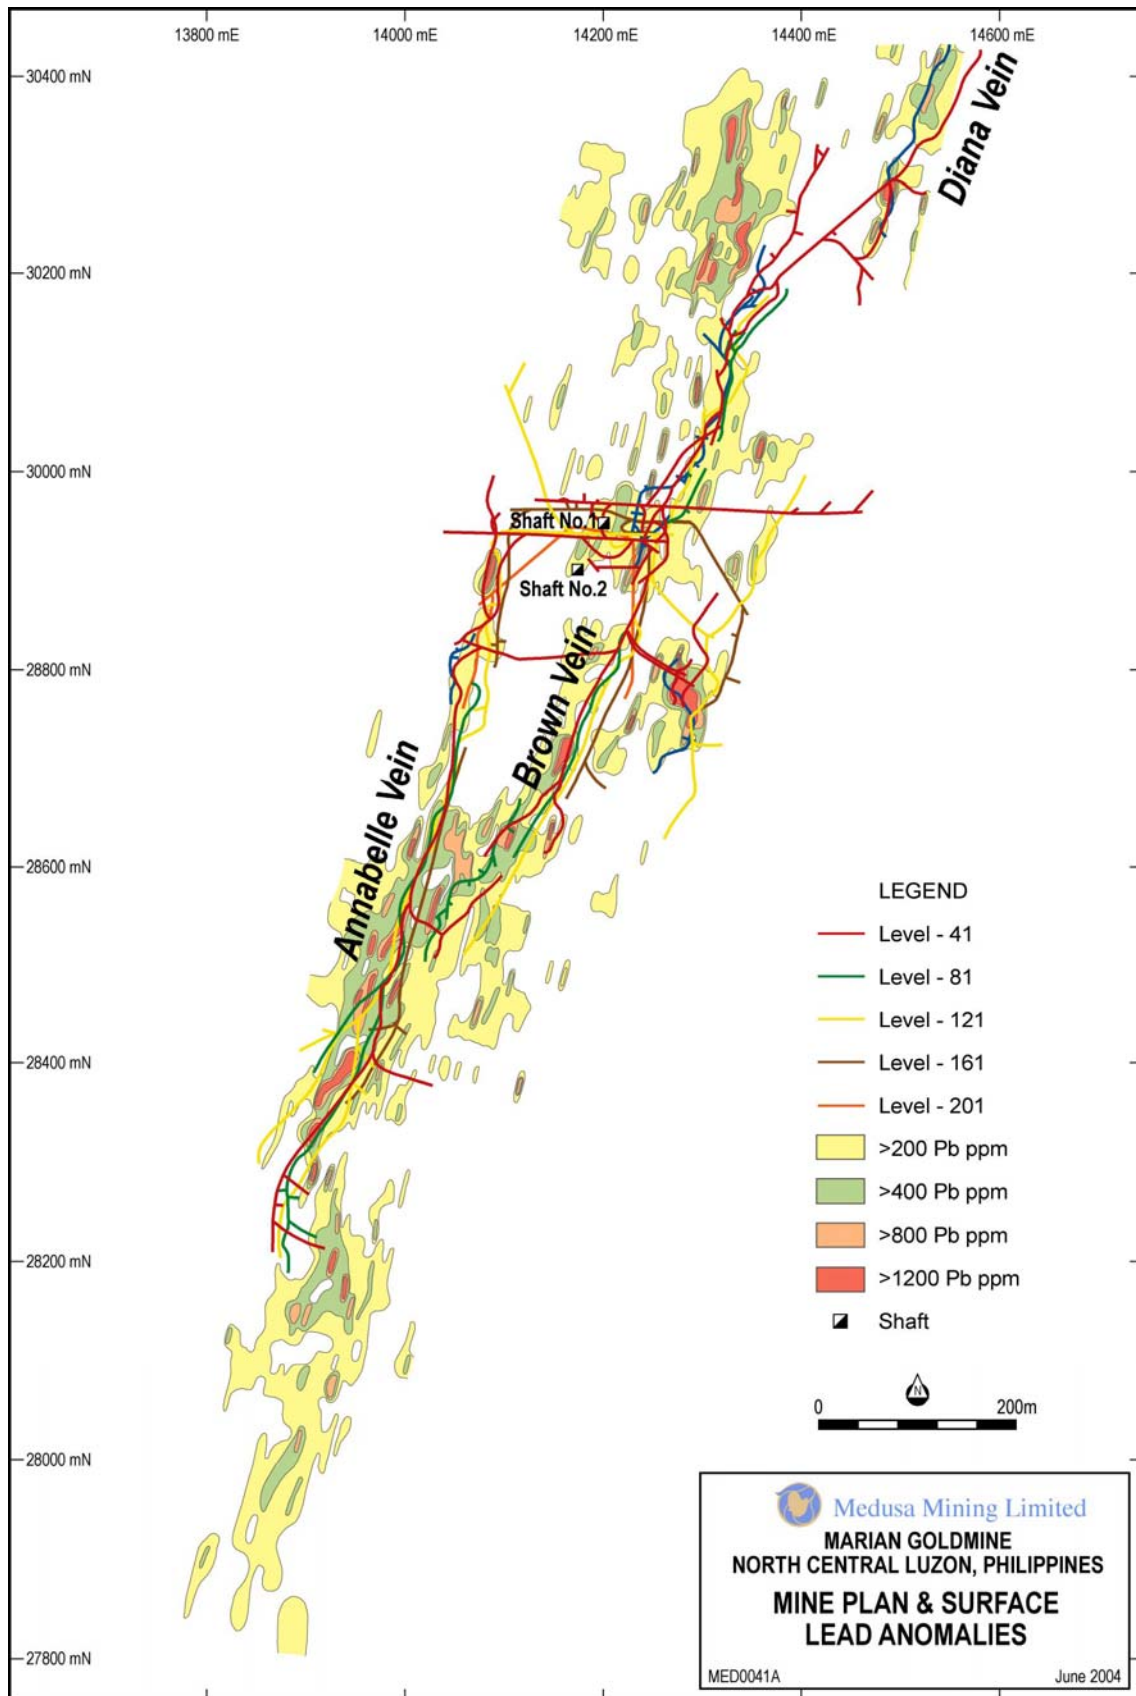 13800 mE
14000 mE
14200 mE
14400 mE
14600 mE
30400 mN
Diana Vein
30200 mN
30000 mN
Shaft No.1
Shaft No.2
28800 mN
Brown Vein
Annabelle Vein
28600 mN
28400 mN
28200 mN
28000 mN
27800 mN
LEGEND
Level - 41
Level - 81
Level - 121
Level - 161
Level - 201
>200 Pb ppm
>400 Pb ppm
>800 Pb ppm
>1200 Pb ppm
Shaft
N
0 200m
Medusa Mining Limited
MARIAN GOLDMINE
NORTH CENTRAL LUZON, PHILIPPINES
MINE PLAN & SURFACE
LEAD ANOMALIES
MED0041A June 2004